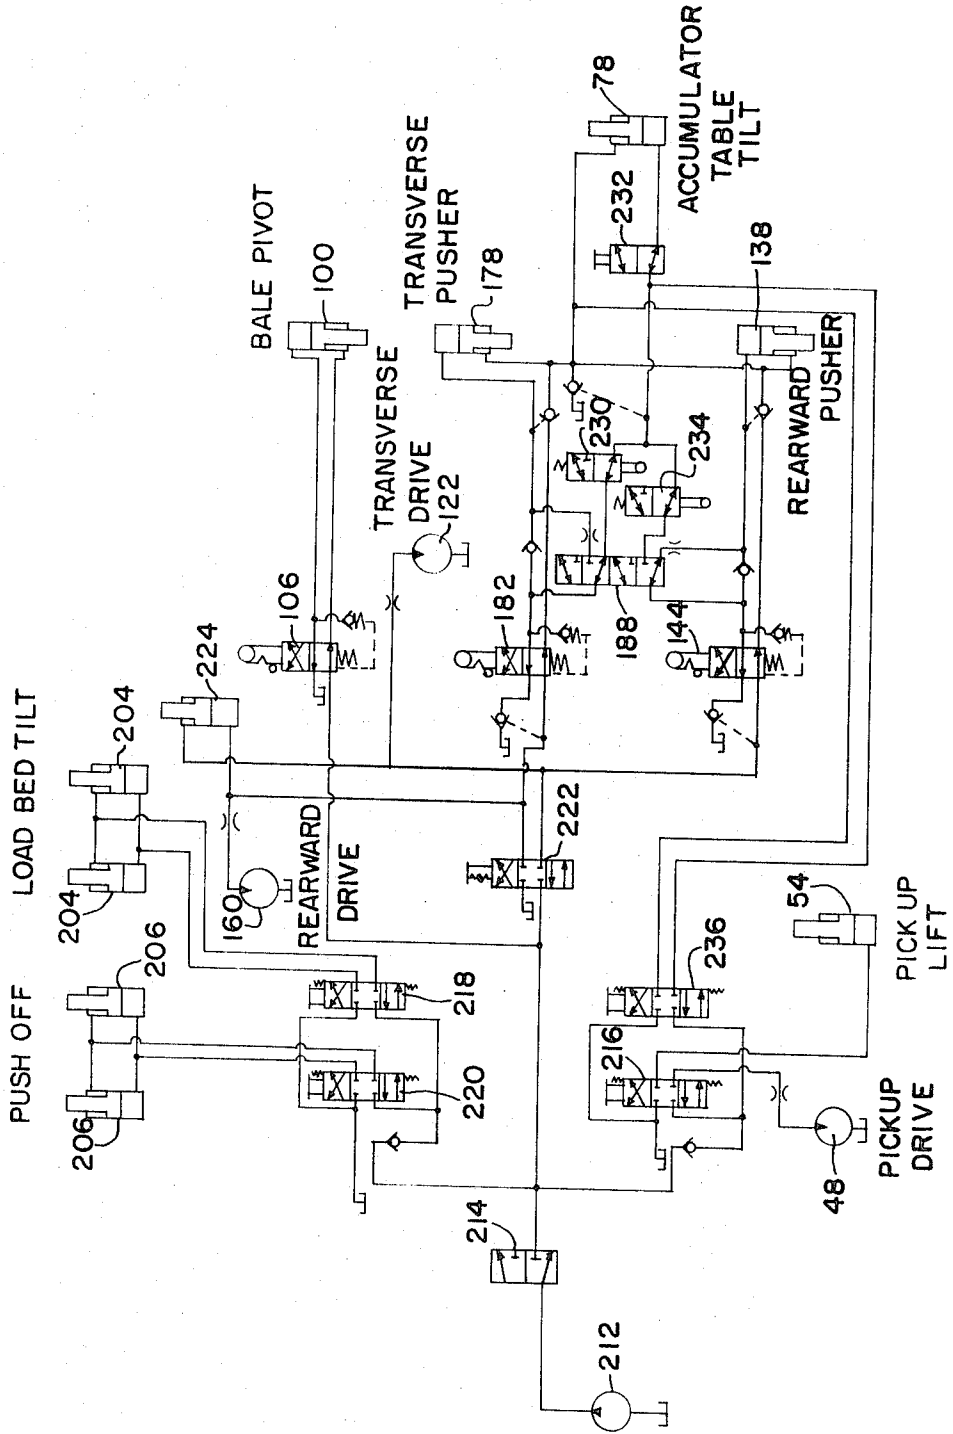 PUSH OFF
206
206
LOAD BED TILT
204
204
224
BALE PIVOT
100
106
TRANSVERSE
PUSHER
178
TRANSVERSE
DRIVE
122
78
ACCUMULATOR
TABLE
TILT
232
230
234
182
188
144
138
REARWARD
PUSHER
160
REARWARD
DRIVE
222
218
220
236
216
54
PICK UP
LIFT
PICKUP
DRIVE
48
214
212